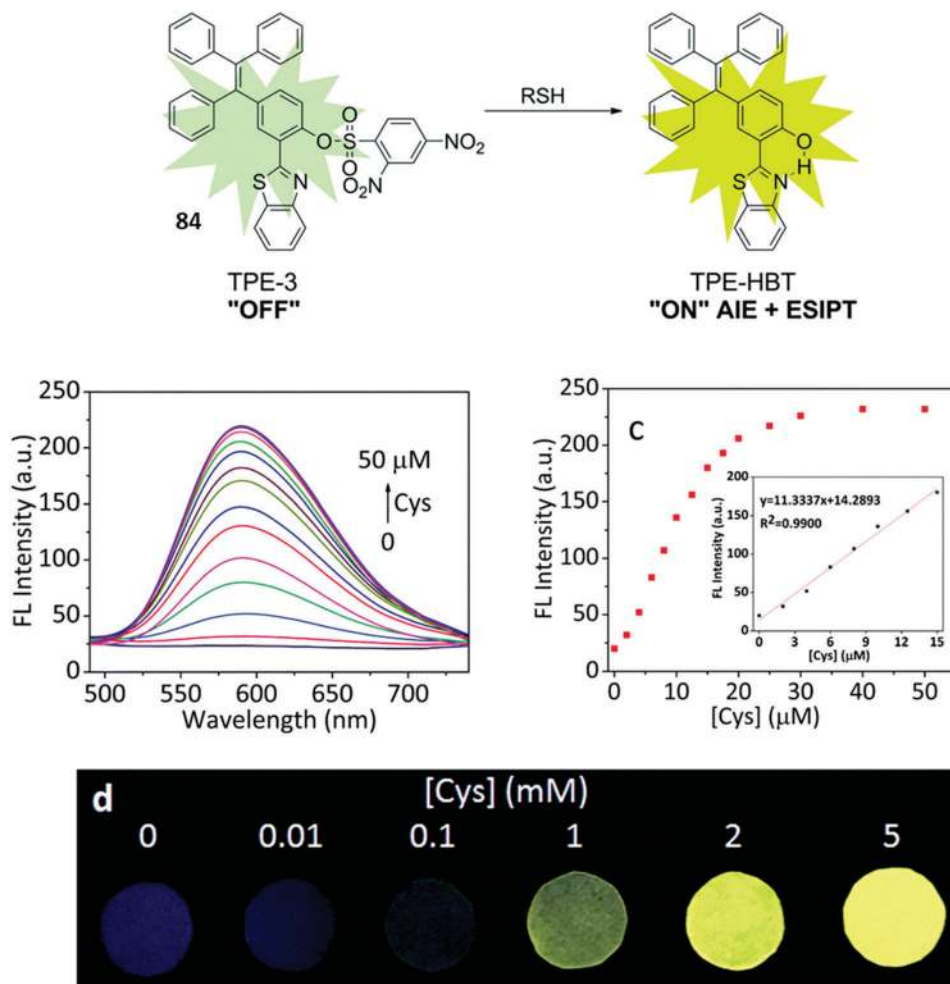 RSH
O
O
O
S
NO₂
O₂N
S
N
84
TPE-3
"OFF"
O
H
S
N
TPE-HBT
"ON" AIE + ESIPT
250
200
150
100
50
0
FL Intensity (a.u.)
50 μM
Cys
0
500 550 600 650 700
Wavelength (nm)
250
200
150
100
50
0
FL Intensity (a.u.)
C
200
150
100
50
0
FL Intensity (a.u.)
y=11.3337x+14.2893
R²=0.9900
0 3 6 9 12 15
[Cys] (μM)
0 10 20 30 40 50
[Cys] (μM)
d
[Cys] (mM)
0 0.01 0.1 1 2 5